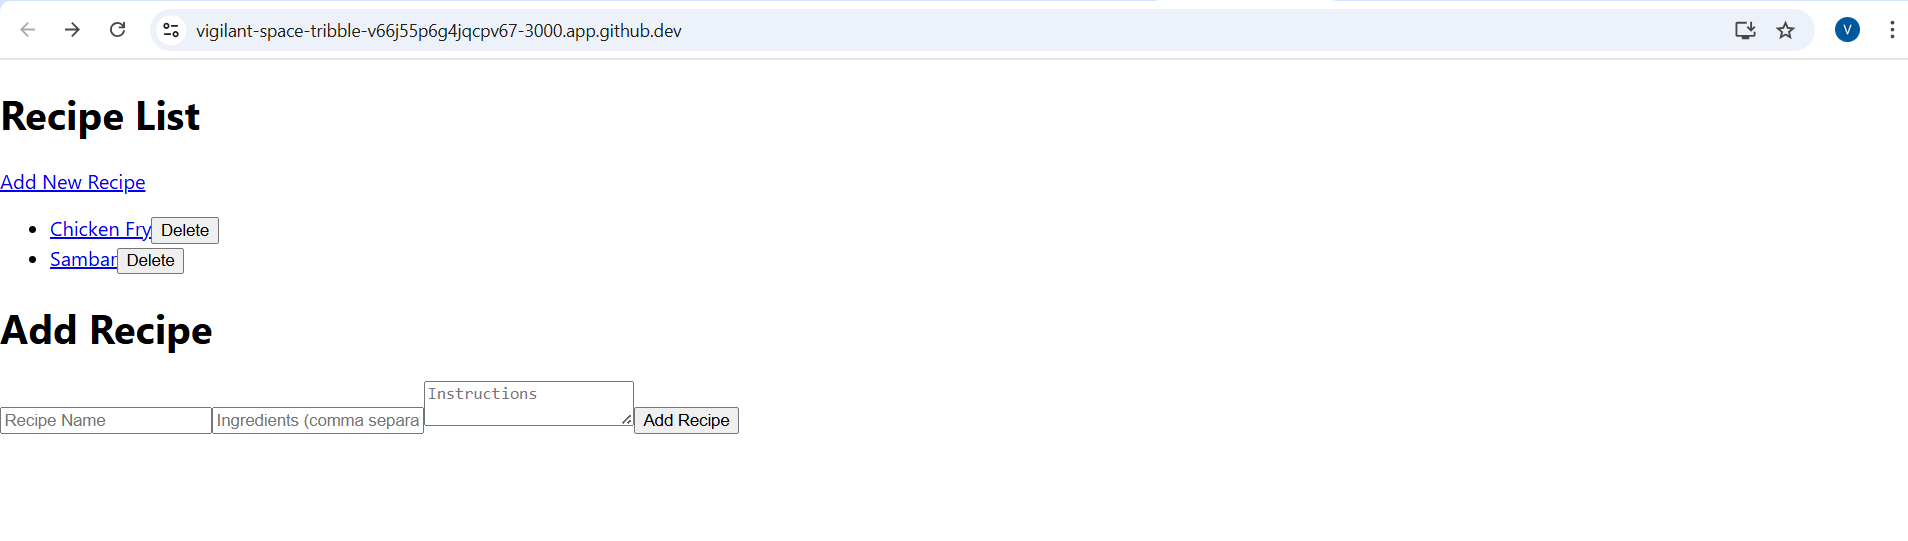 vigilant-space-tribble-v66j55p6g4jqcpv67-3000.app.github.dev
V
Recipe List
Add New Recipe
Chicken Fry Delete
Sambar Delete
Add Recipe
Instructions
Recipe Name Ingredients (comma separa Add Recipe